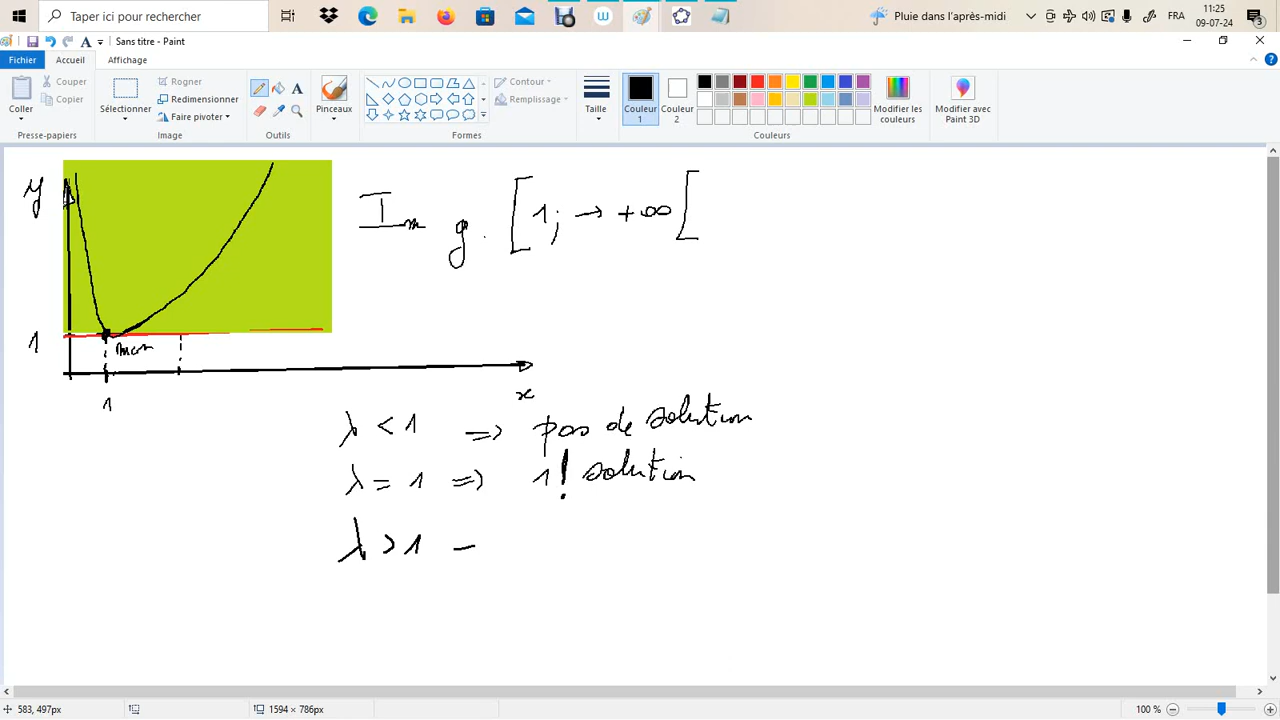 Taper ici pour rechercher
Plus dans l'après-midi
FRA
11:25
09-07-24
3
Sans titre - Paint
Fichier
Accueil
Affichage
Coller
Couper
Copier
Presse-papiers
Sélectionner
Rogner
Redimensionner
Faire pivoter
Image
A
Outils
Pinceaux
Formes
Contour
Remplissage
Taille
Couleur 1
Couleur 2
Modifier les couleurs
Couleurs
Modifier avec Paint 3D
y
Im g. [1; → +∞[
1
min
x
1
λ < 1 => pas de solution
λ = 1 => 1! solution
λ > 1 -
583, 497px
1594 × 786px
100 %